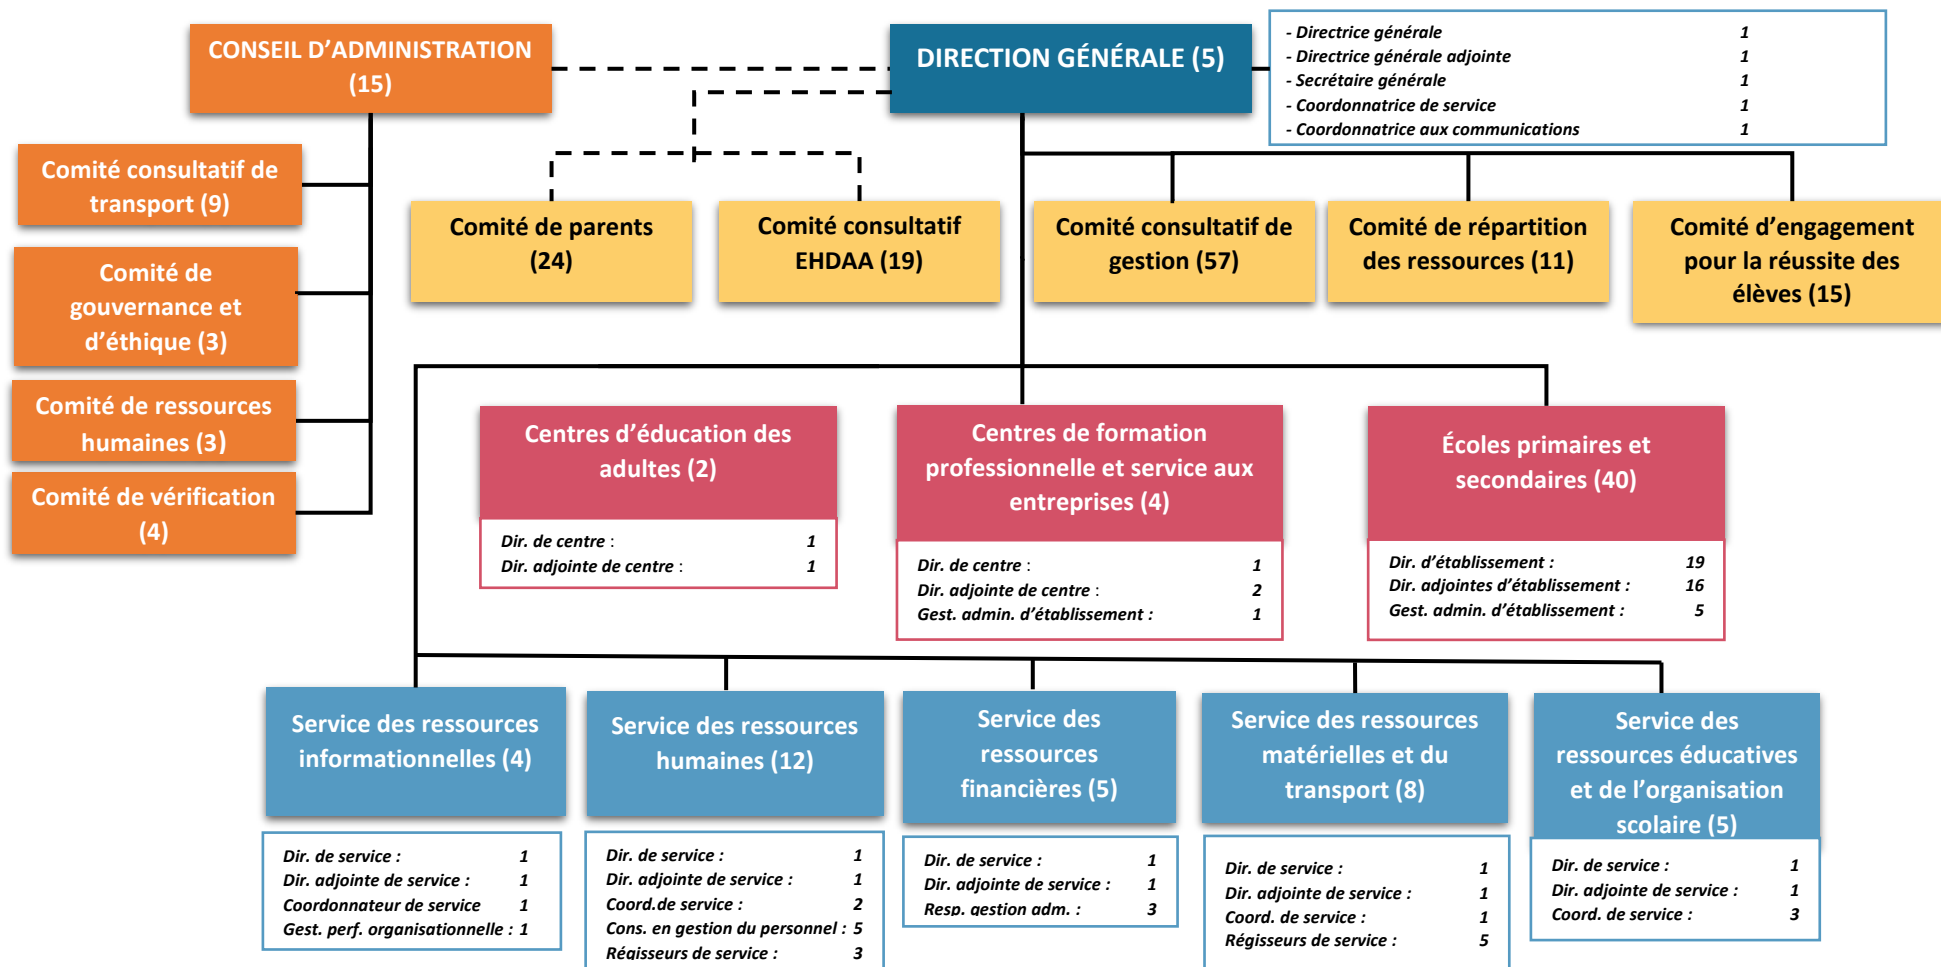 CONSEIL D’ADMINISTRATION
(15)
DIRECTION GÉNÉRALE (5)
- Directrice générale 1
- Directrice générale adjointe 1
- Secrétaire générale 1
- Coordonnatrice de service 1
- Coordonnatrice aux communications 1
Comité consultatif de
transport (9)
Comité de
gouvernance et
d’éthique (3)
Comité de ressources
humaines (3)
Comité de vérification
(4)
Comité de parents
(24)
Comité consultatif
EHDAA (19)
Comité consultatif de
gestion (57)
Comité de répartition
des ressources (11)
Comité d’engagement
pour la réussite des
élèves (15)
Centres d’éducation des
adultes (2)
Dir. de centre : 1
Dir. adjointe de centre : 1
Centres de formation
professionnelle et service aux
entreprises (4)
Dir. de centre : 1
Dir. adjointe de centre : 2
Gest. admin. d’établissement : 1
Écoles primaires et
secondaires (40)
Dir. d’établissement : 19
Dir. adjointes d’établissement : 16
Gest. admin. d’établissement : 5
Service des ressources
informationnelles (4)
Dir. de service : 1
Dir. adjointe de service : 1
Coordonnateur de service 1
Gest. perf. organisationnelle : 1
Service des ressources
humaines (12)
Dir. de service : 1
Dir. adjointe de service : 1
Coord.de service : 2
Cons. en gestion du personnel : 5
Régisseurs de service : 3
Service des
ressources
financières (5)
Dir. de service : 1
Dir. adjointe de service : 1
Resp. gestion adm. : 3
Service des ressources
matérielles et du
transport (8)
Dir. de service : 1
Dir. adjointe de service : 1
Coord. de service : 1
Régisseurs de service : 5
Service des
ressources éducatives
et de l’organisation
scolaire (5)
Dir. de service : 1
Dir. adjointe de service : 1
Coord. de service : 3